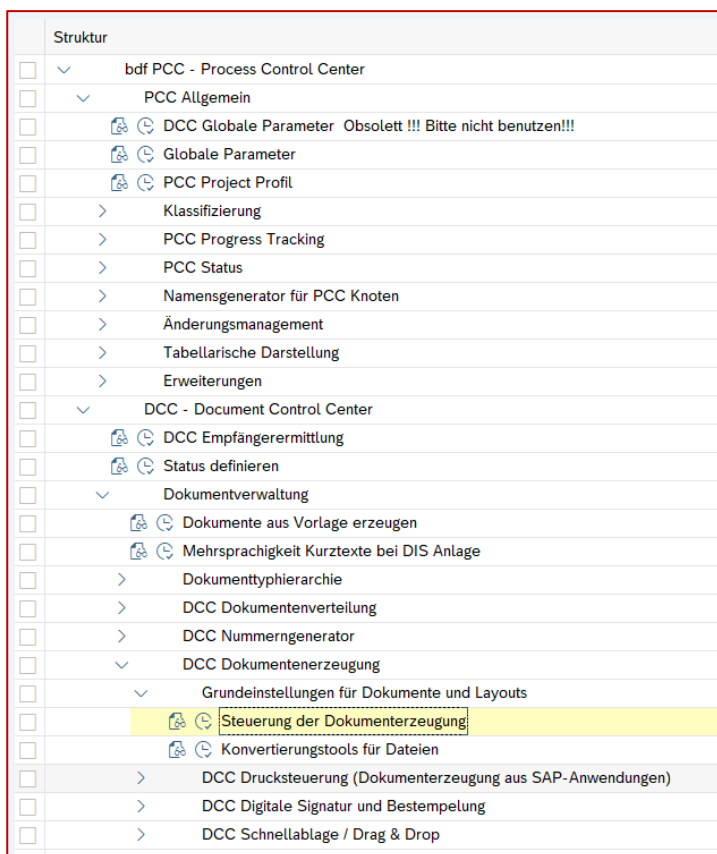 Struktur
bdf PCC - Process Control Center
PCC Allgemein
DCC Globale Parameter Obsolett !!! Bitte nicht benutzen!!!
Globale Parameter
PCC Project Profil
Klassifizierung
PCC Progress Tracking
PCC Status
Namensgenerator für PCC Knoten
Änderungsmanagement
Tabellarische Darstellung
Erweiterungen
DCC - Document Control Center
DCC Empfängerermittlung
Status definieren
Dokumentverwaltung
Dokumente aus Vorlage erzeugen
Mehrsprachigkeit Kurztexte bei DIS Anlage
Dokumenttyphierarchie
DCC Dokumentenverteilung
DCC Nummerngenerator
DCC Dokumentenerzeugung
Grundeinstellungen für Dokumente und Layouts
Steuerung der Dokumenterzeugung
Konvertierungstools für Dateien
DCC Drucksteuerung (Dokumenterzeugung aus SAP-Anwendungen)
DCC Digitale Signatur und Bestempelung
DCC Schnellablage / Drag & Drop